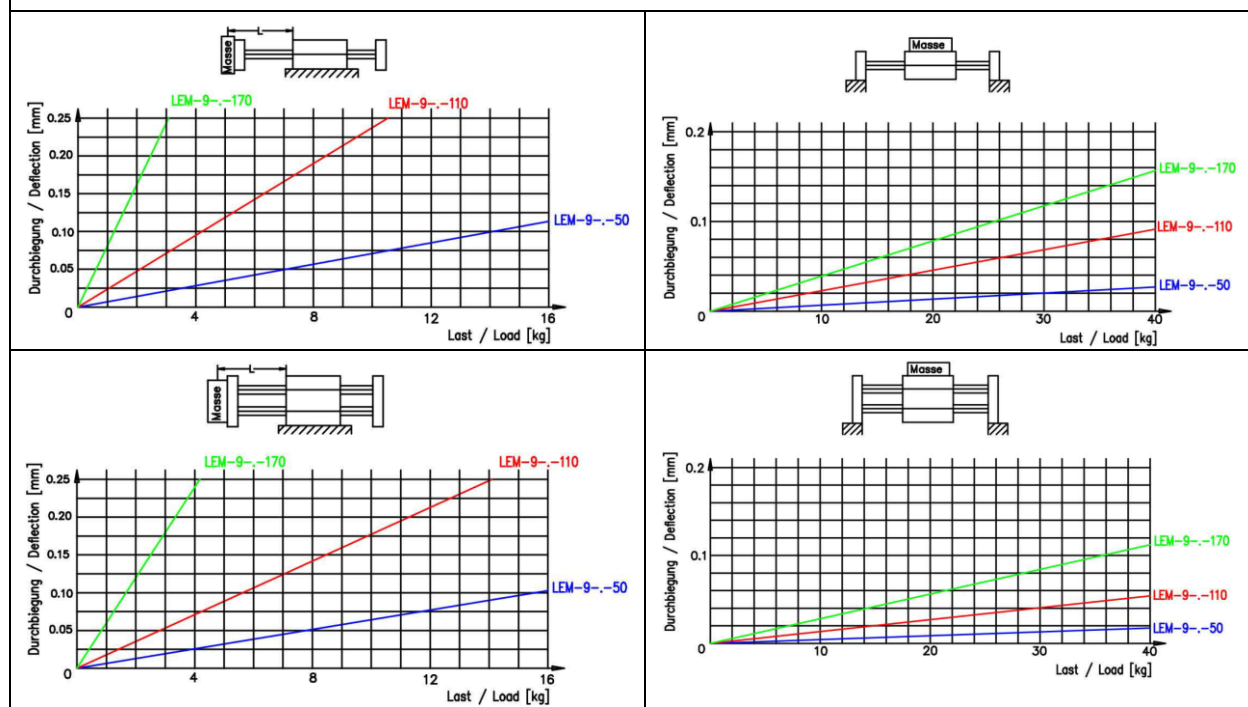 L
Masse
LEM-9-.-170
LEM-9-.-110
0.25
0.20
0.15
0.10
0.05
0
LEM-9-.-50
4
8
12
16
Durchbiegung / Deflection [mm]
Last / Load [kg]
Masse
0.2
0.1
0
LEM-9-.-170
LEM-9-.-110
LEM-9-.-50
10
20
30
40
Durchbiegung / Deflection [mm]
Last / Load [kg]
L
Masse
LEM-9-.-170
LEM-9-.-110
0.25
0.20
0.15
0.10
0.05
0
LEM-9-.-50
4
8
12
16
Durchbiegung / Deflection [mm]
Last / Load [kg]
Masse
0.2
0.1
0
LEM-9-.-170
LEM-9-.-110
LEM-9-.-50
10
20
30
40
Durchbiegung / Deflection [mm]
Last / Load [kg]